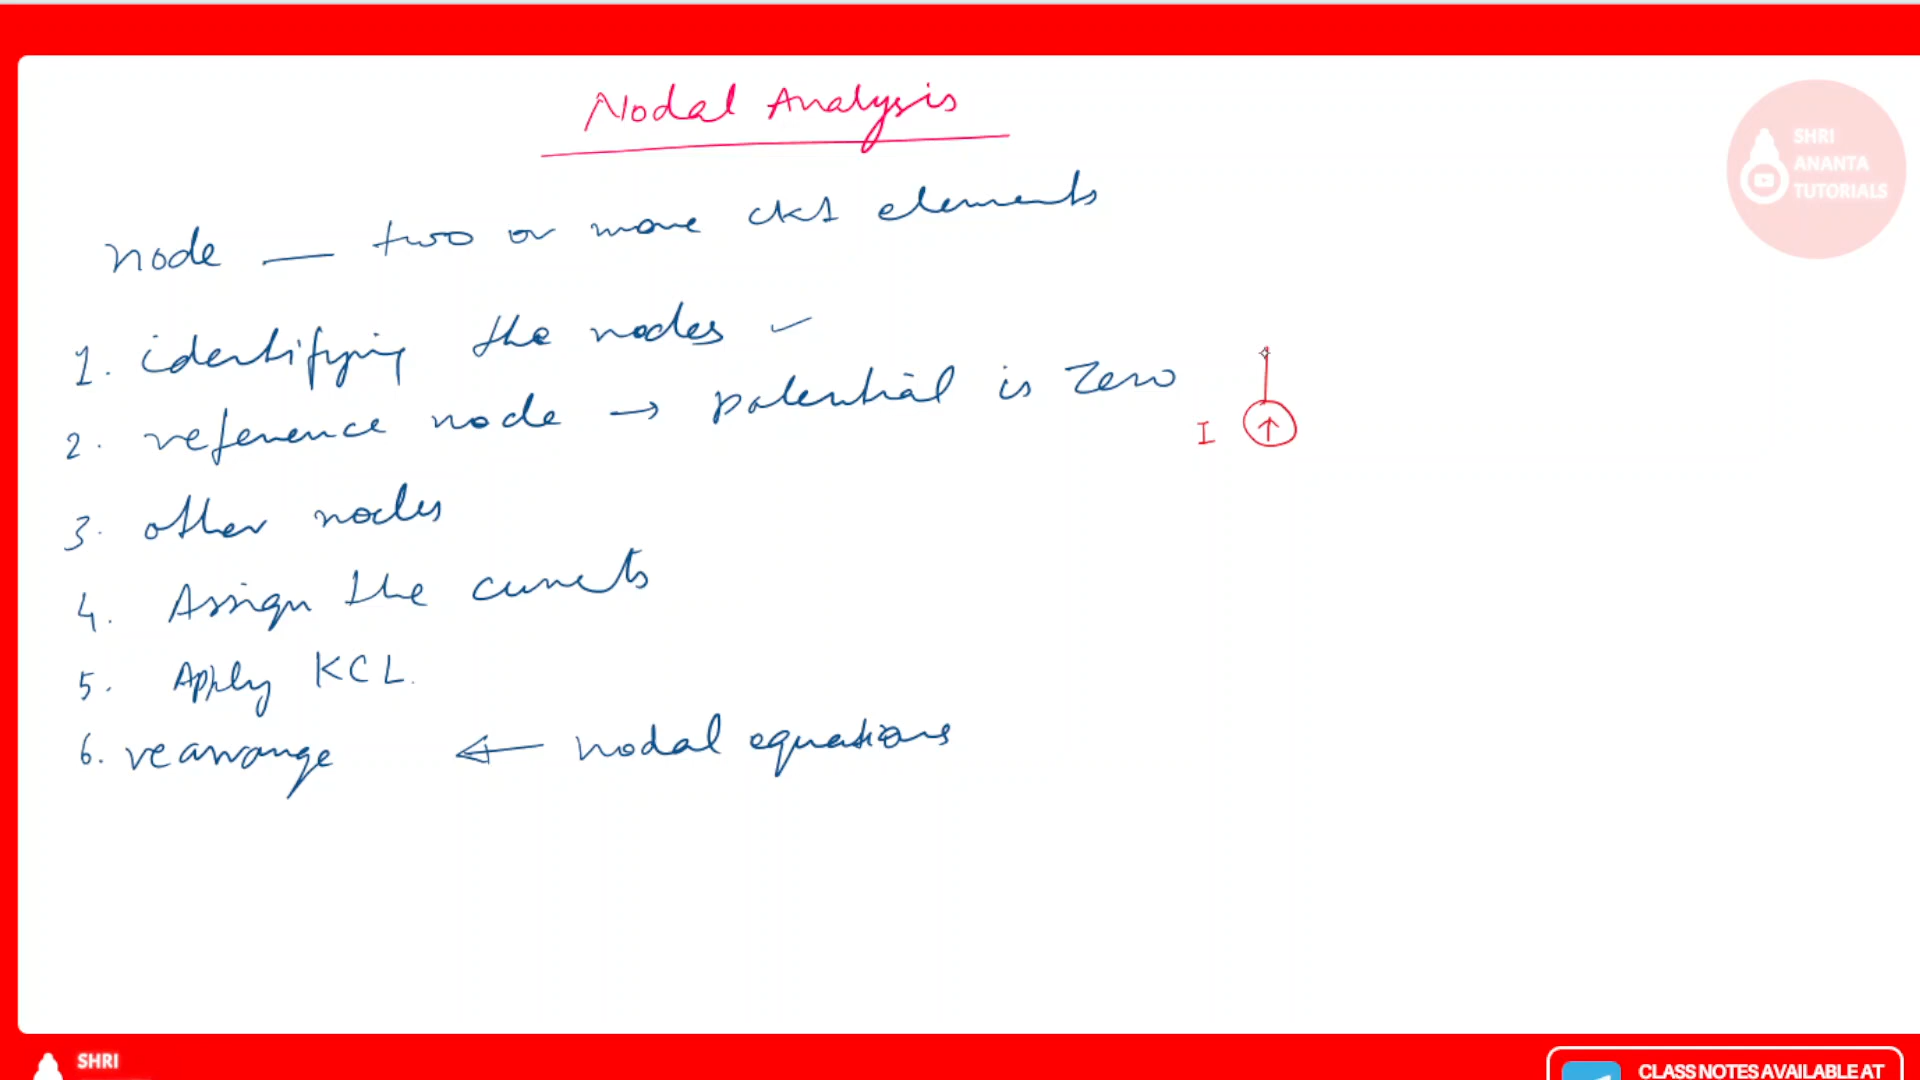 Nodal Analysis
SHRI
ANANTA
TUTORIALS
node — two or more ckt elements
1. identifying the nodes ✓
2. reference node → potential is zero
I ↑
3. other nodes
4. Assign the currents
5. Apply KCL.
6. rearrange ← nodal equations
SHRI
CLASS NOTES AVAILABLE AT